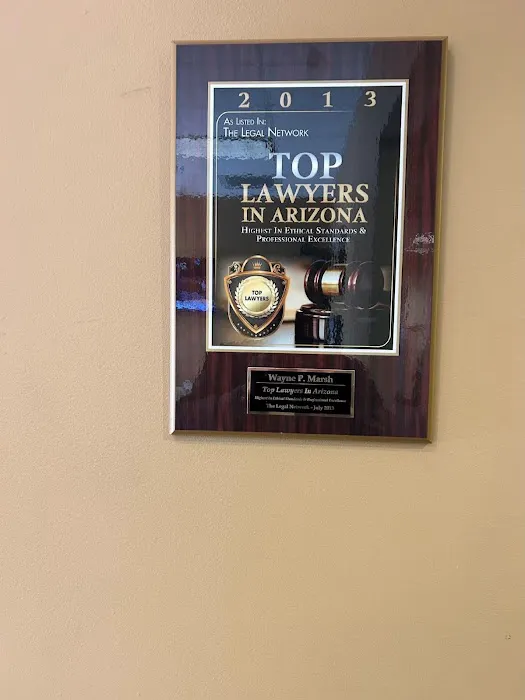 2013
AS LISTED IN:
THE LEGAL NETWORK
TOP
LAWYERS
IN ARIZONA
HIGHEST IN ETHICAL STANDARDS &
PROFESSIONAL EXCELLENCE
TOP
LAWYERS
Wayne P. Marsh
Top Lawyers In Arizona
Highest in Ethical Standards & Professional Excellence
The Legal Network - July 2013